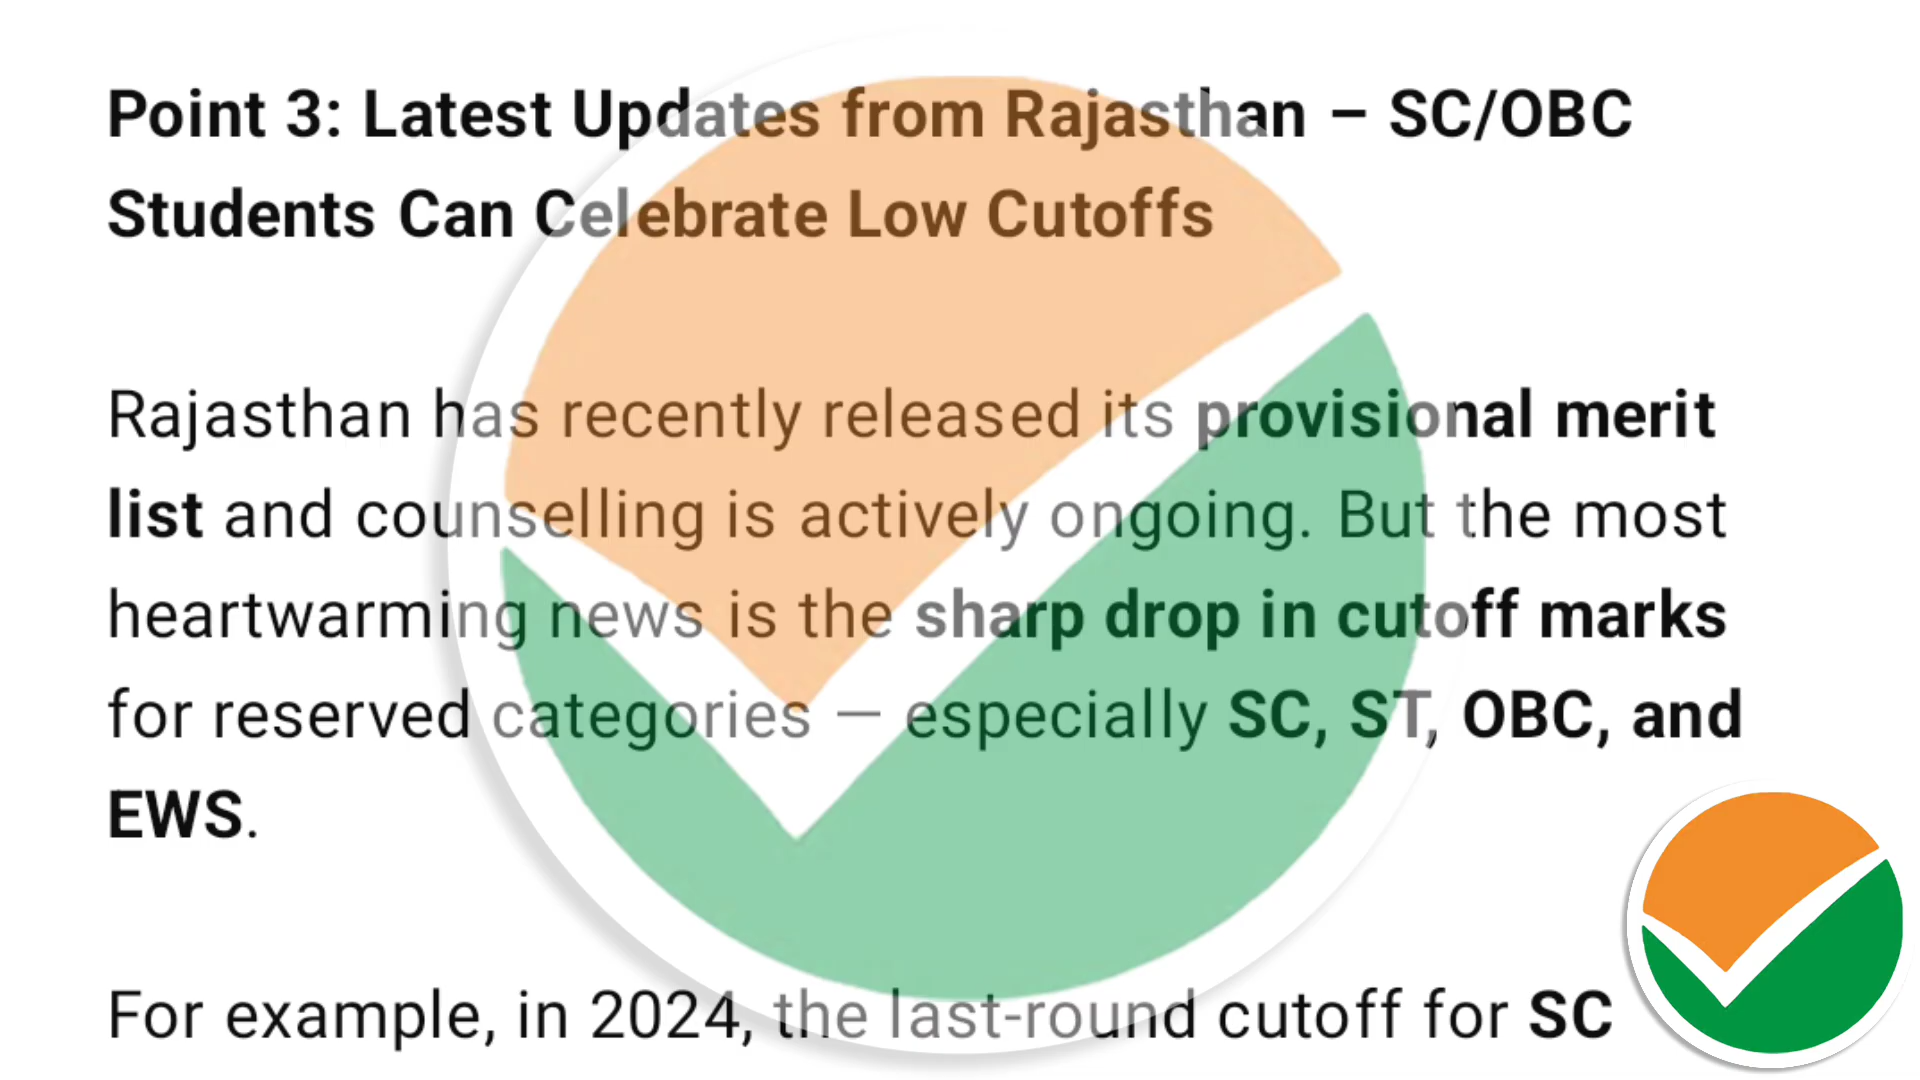 Point 3: Latest Updates from Rajasthan – SC/OBC
Students Can Celebrate Low Cutoffs
Rajasthan has recently released its provisional merit
list and counselling is actively ongoing. But the most
heartwarming news is the sharp drop in cutoff marks
for reserved categories — especially SC, ST, OBC, and
EWS.
For example, in 2024, the last-round cutoff for SC